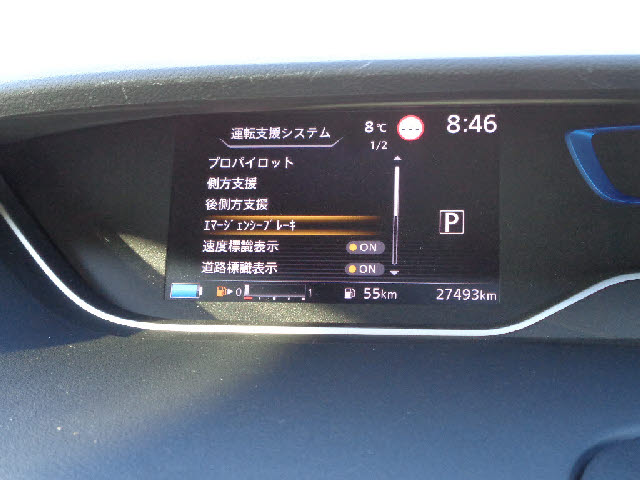 運転支援システム 8℃ --- 8:46
1/2
プロパイロット
側方支援
後側方支援
ｴﾏｰｼﾞｪﾝｼｰﾌﾞﾚｰｷ P
速度標識表示 ON
道路標識表示 ON
0 1 55km 27493km